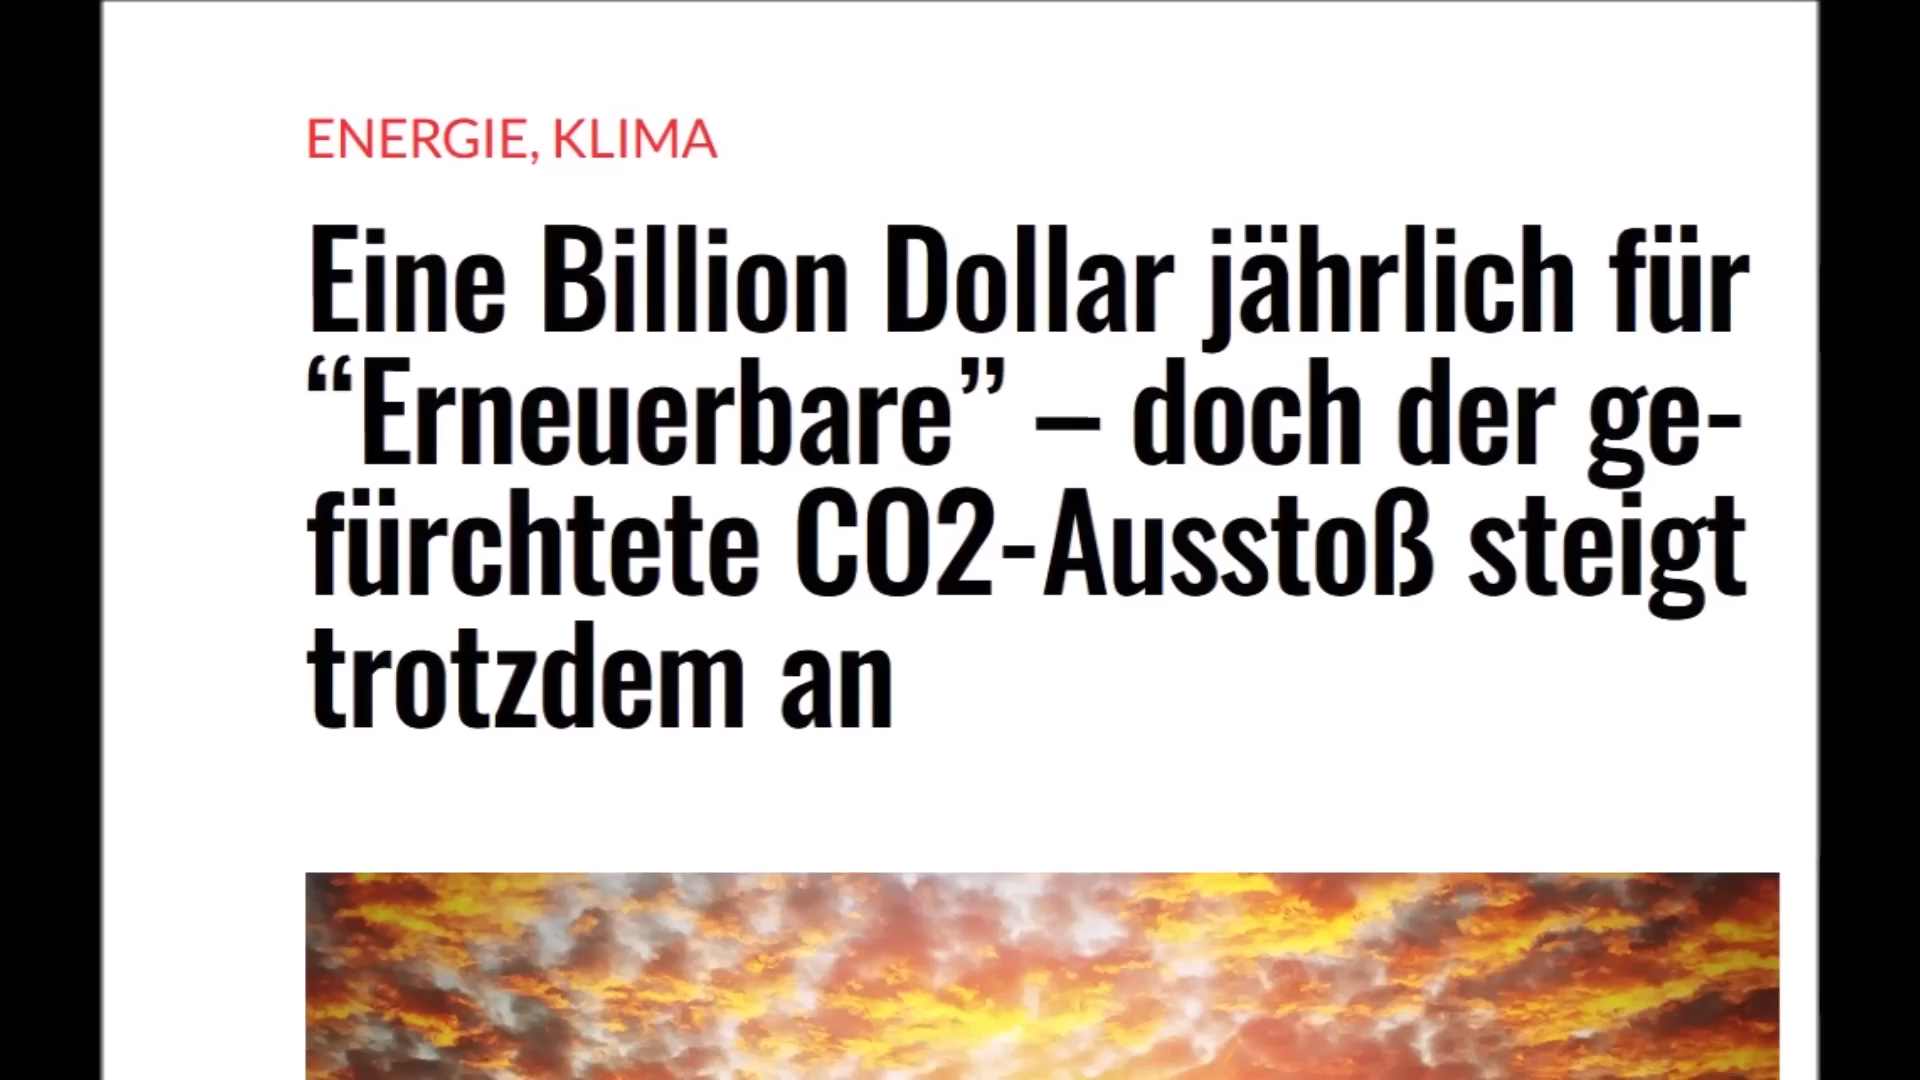 ENERGIE, KLIMA
Eine Billion Dollar jährlich für
“Erneuerbare” – doch der ge-
fürchtete CO2-Ausstoß steigt
trotzdem an